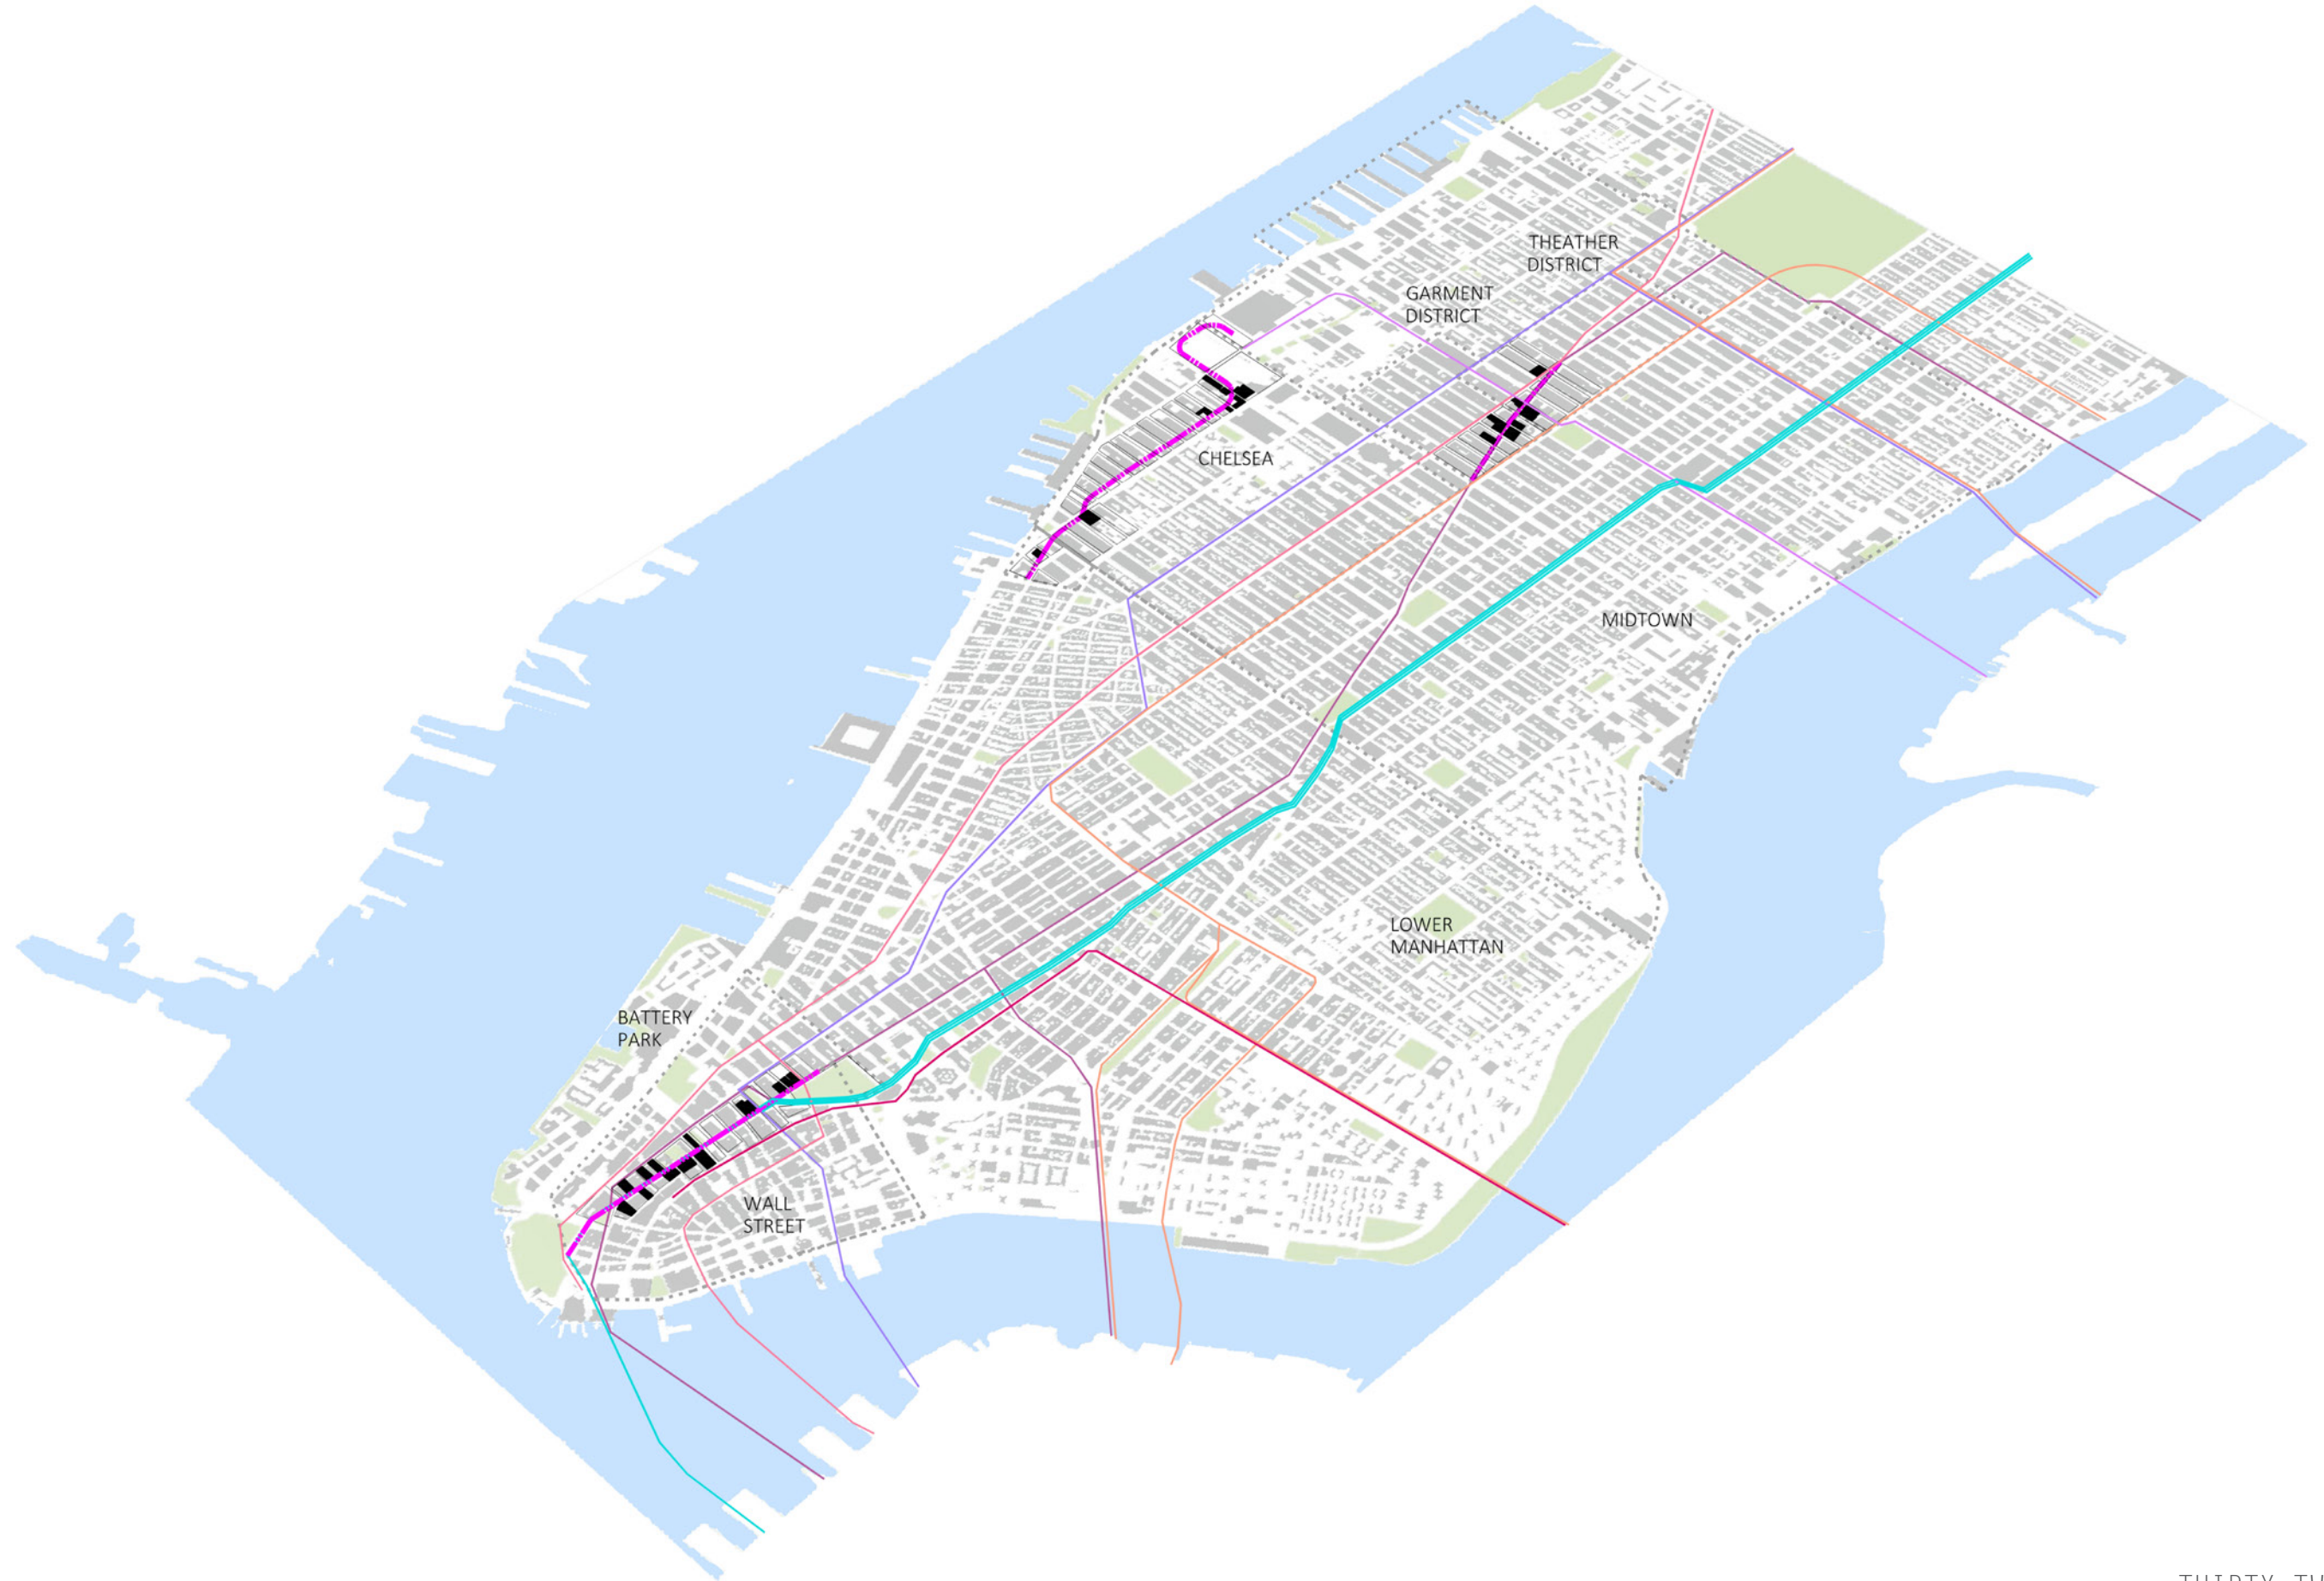 THEATHER
DISTRICT
GARMENT
DISTRICT
CHELSEA
MIDTOWN
LOWER
MANHATTAN
BATTERY
PARK
WALL
STREET